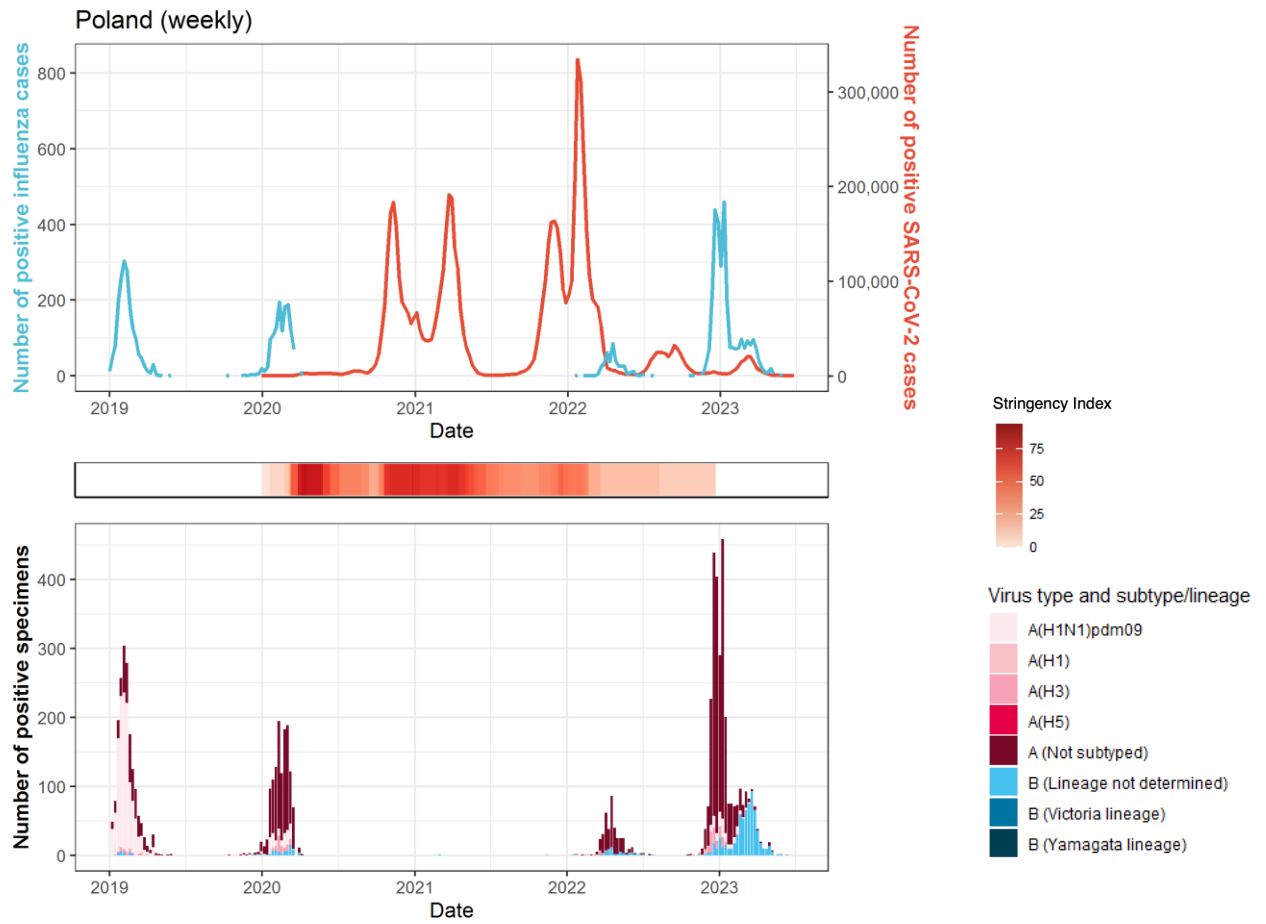 Poland (weekly)
Number of positive influenza cases
800
600
400
200
0
300,000
200,000
100,000
0
Number of positive SARS-CoV-2 cases
2019 2020 2021 2022 2023
Date
Stringency Index
75
50
25
0
Number of positive specimens
400
300
200
100
0
2019 2020 2021 2022 2023
Date
Virus type and subtype/lineage
A(H1N1)pdm09
A(H1)
A(H3)
A(H5)
A (Not subtyped)
B (Lineage not determined)
B (Victoria lineage)
B (Yamagata lineage)